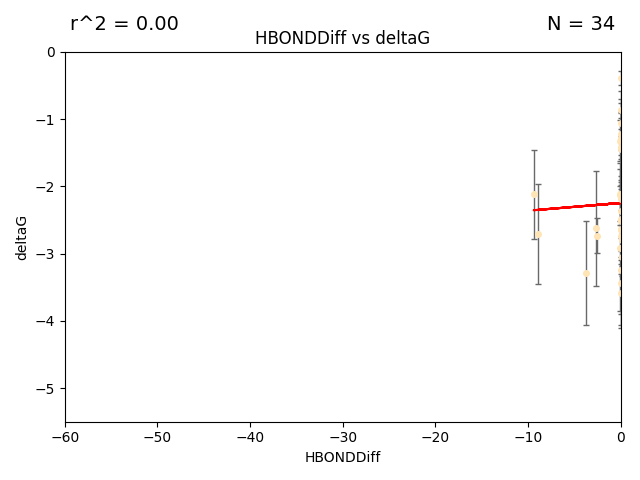 r^2 = 0.00
N = 34
HBONDDiff vs deltaG
0
−1
−2
−3
−4
−5
deltaG
−60
−50
−40
−30
−20
−10
0
HBONDDiff